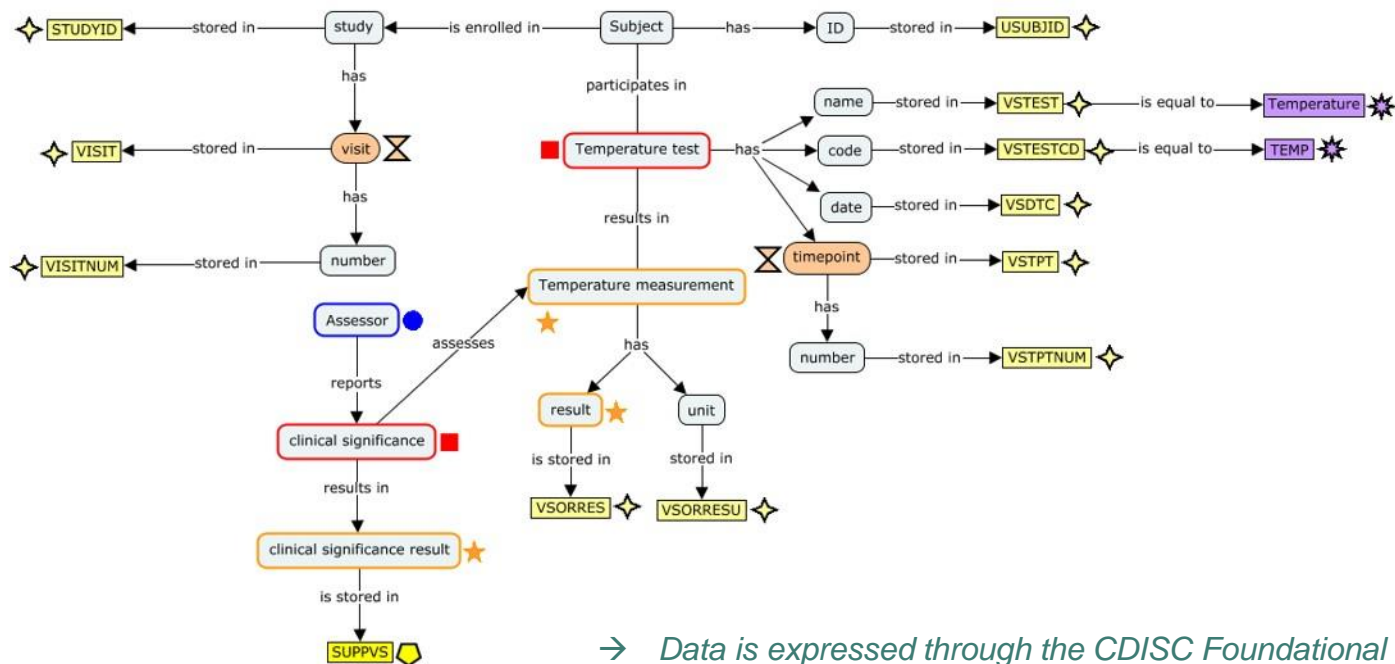 STUDYID stored in study is enrolled in Subject has ID stored in USUBJID
has
participates in
name stored in VSTEST is equal to Temperature
VISIT stored in visit
Temperature test has code stored in VSTESTCD is equal to TEMP
has
date stored in VSDTC
results in
VISITNUM stored in number
timepoint stored in VSTPT
Temperature measurement
has
Assessor
assesses
has
number stored in VSTPTNUM
reports
result
unit
clinical significance
is stored in
stored in
results in
VSORRES
VSORRESU
clinical significance result
is stored in
SUPPVS
→ Data is expressed through the CDISC Foundational